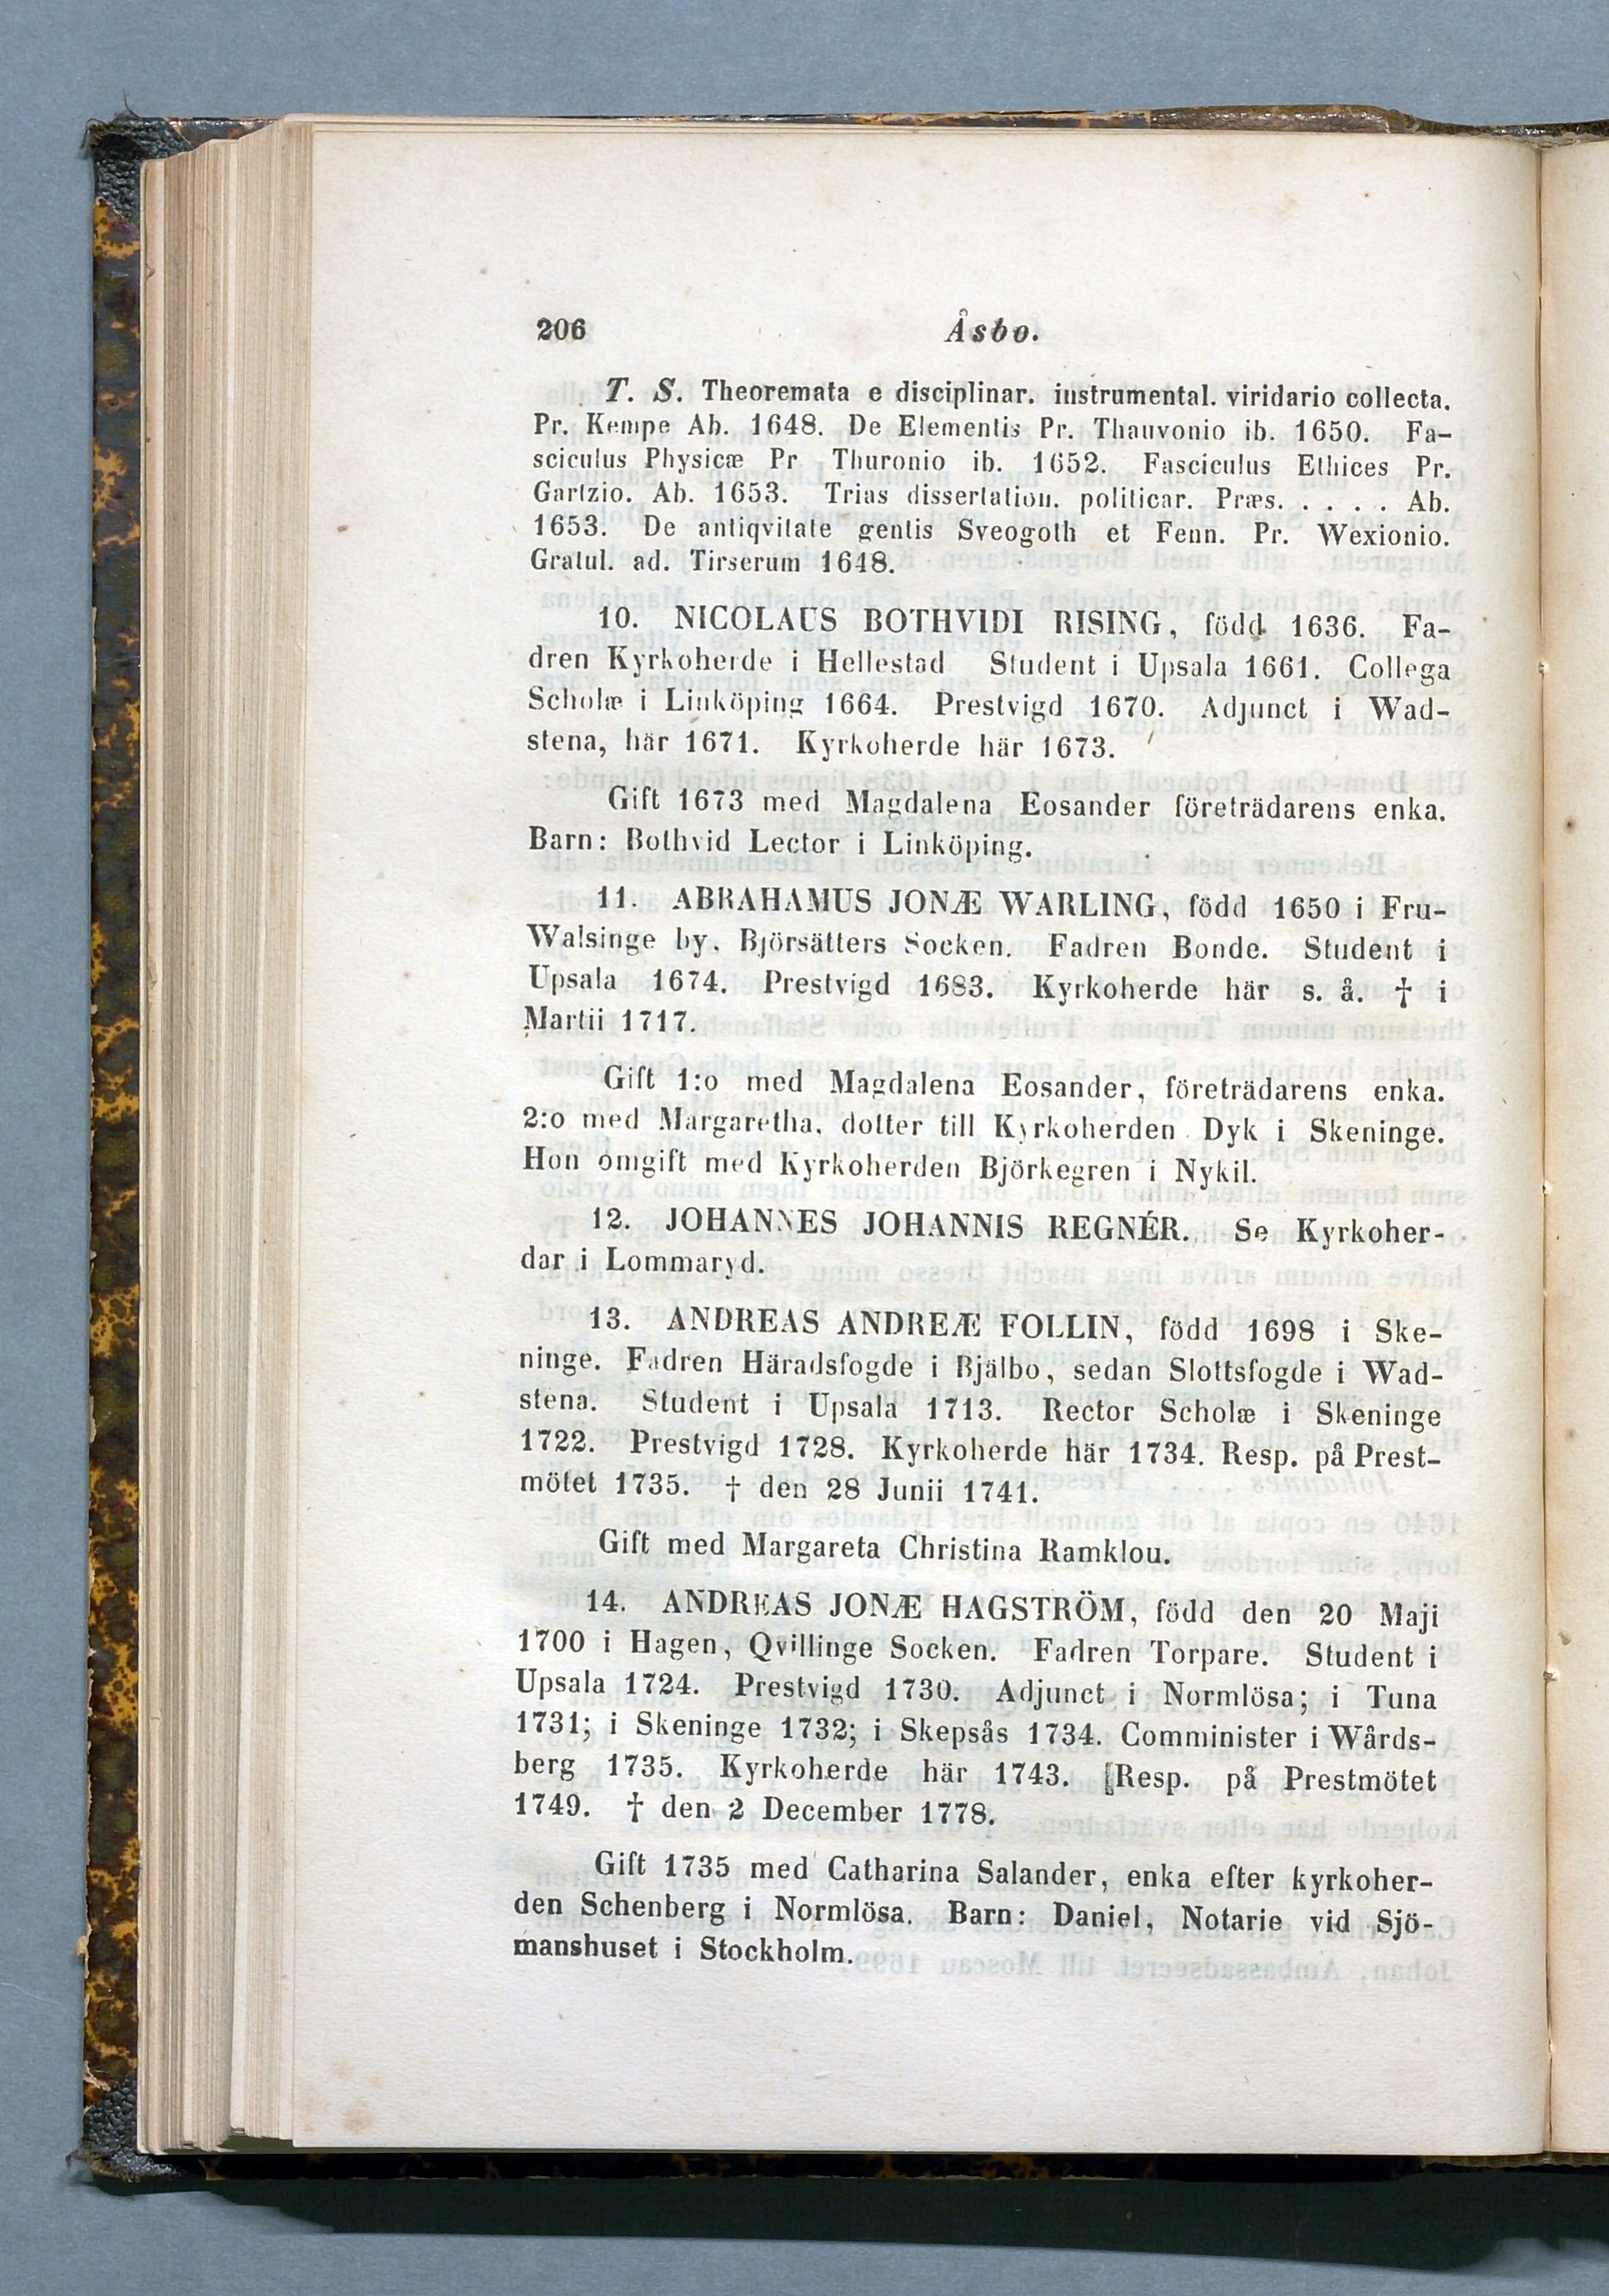 206 Åsbo.
T. S. Theoremata e disciplinar. instrumental. viridario collecta.
Pr. Kempe Ab. 1648. De Elementis Pr. Thauvonio ib. 1650. Fa-
sciculus Physicæ Pr Thuronio ib. 1652. Fasciculus Ethices Pr.
Gartzio. Ab. 1653. Trias dissertation. politicar. Præs. . . . . Ab.
1653. De antiqvitate gentis Sveogoth et Fenn. Pr. Wexionio.
Gratul. ad. Tirserum 1648.
10. NICOLAUS BOTHVIDI RISING, född 1636. Fa-
dren Kyrkoherde i Hellestad Student i Upsala 1661. Collega
Scholæ i Linköping 1664. Prestvigd 1670. Adjunct i Wad-
stena, här 1671. Kyrkoherde här 1673.
Gift 1673 med Magdalena Eosander företrädarens enka.
Barn: Bothvid Lector i Linköping.
11. ABRAHAMUS JONÆ WARLING, född 1650 i Fru-
Walsinge by. Björsätters Socken. Fadren Bonde. Student i
Upsala 1674. Prestvigd 1683. Kyrkoherde här s. å. † i
Martii 1717.
Gift 1:o med Magdalena Eosander, företrädarens enka.
2:o med Margaretha, dotter till Kyrkoherden Dyk i Skeninge.
Hon omgift med Kyrkoherden Björkegren i Nykil.
12. JOHANNES JOHANNIS REGNÉR. Se Kyrkoher-
dar i Lommaryd.
13. ANDREAS ANDREÆ FOLLIN, född 1698 i Ske-
ninge. Fadren Häradsfogde i Bjälbo, sedan Slottsfogde i Wad-
stena. Student i Upsala 1713. Rector Scholæ i Skeninge
1722. Prestvigd 1728. Kyrkoherde här 1734. Resp. på Prest-
mötet 1735. † den 28 Junii 1741.
Gift med Margareta Christina Ramklou.
14. ANDREAS JONÆ HAGSTRÖM, född den 20 Maji
1700 i Hagen, Qvillinge Socken. Fadren Torpare. Student i
Upsala 1724. Prestvigd 1730. Adjunct i Normlösa; i Tuna
1731; i Skeninge 1732; i Skepsås 1734. Comminister i Wårds-
berg 1735. Kyrkoherde här 1743. [Resp. på Prestmötet
1749. † den 2 December 1778.
Gift 1735 med Catharina Salander, enka efter kyrkoher-
den Schenberg i Normlösa. Barn: Daniel, Notarie vid Sjö-
manshuset i Stockholm.